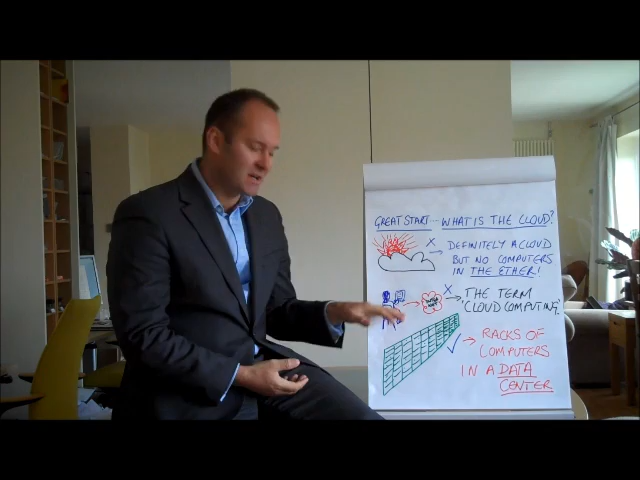 GREAT START - WHAT IS THE CLOUD?
X DEFINITELY A CLOUD
BUT NO COMPUTERS
IN THE ETHER!
X THE TERM
"CLOUD COMPUTING"
RACKS OF
COMPUTERS
IN A DATA
CENTER